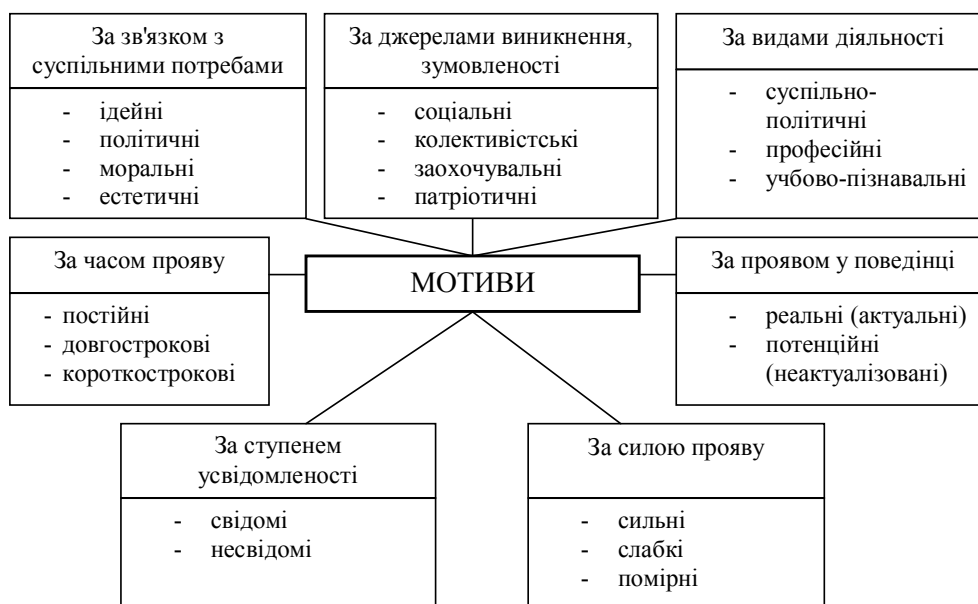 За зв'язком з
суспільними потребами
- ідейні
- політичні
- моральні
- естетичні
За джерелами виникнення,
зумовленості
- соціальні
- колективістські
- заохочувальні
- патріотичні
За видами діяльності
- суспільно-
політичні
- професійні
- учбово-пізнавальні
За часом прояву
- постійні
- довгострокові
- короткострокові
МОТИВИ
За проявом у поведінці
- реальні (актуальні)
- потенційні
(неактуалізовані)
За ступенем
усвідомленості
- свідомі
- несвідомі
За силою прояву
- сильні
- слабкі
- помірні